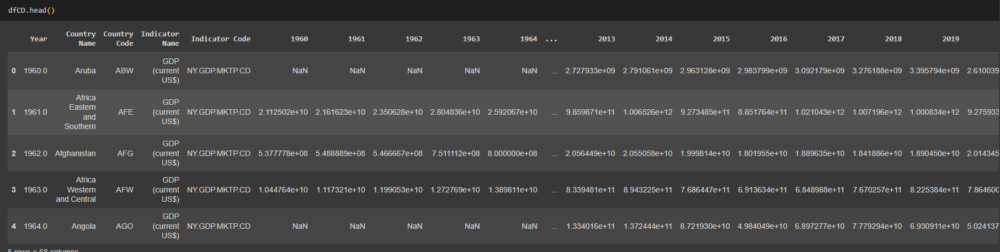 dfCD.head()
Year Country Name Country Code Indicator Name Indicator Code 1960 1961 1962 1963 1964 ... 2013 2014 2015 2016 2017 2018 2019
0 1960.0 Aruba ABW GDP (current US$) NY.GDP.MKTP.CD NaN NaN NaN NaN NaN ... 2.727933e+09 2.791061e+09 2.963128e+09 2.983799e+09 3.092179e+09 3.276188e+09 3.395794e+09 2.610039
1 1961.0 Africa Eastern and Southern AFE GDP (current US$) NY.GDP.MKTP.CD 2.112502e+10 2.161623e+10 2.350628e+10 2.804836e+10 2.592067e+10 ... 9.859871e+11 1.006526e+12 9.273485e+11 8.851764e+11 1.021043e+12 1.007196e+12 1.000834e+12 9.275933
2 1962.0 Afghanistan AFG GDP (current US$) NY.GDP.MKTP.CD 5.377778e+08 5.488889e+08 5.466667e+08 7.511112e+08 8.000000e+08 ... 2.056449e+10 2.055058e+10 1.999814e+10 1.801955e+10 1.889635e+10 1.841886e+10 1.890450e+10 2.014345
3 1963.0 Africa Western and Central AFW GDP (current US$) NY.GDP.MKTP.CD 1.044764e+10 1.117321e+10 1.199053e+10 1.272769e+10 1.389811e+10 ... 8.339481e+11 8.943225e+11 7.686447e+11 6.913634e+11 6.848988e+11 7.670257e+11 8.225384e+11 7.864600
4 1964.0 Angola AGO GDP (current US$) NY.GDP.MKTP.CD NaN NaN NaN NaN NaN ... 1.334016e+11 1.372444e+11 8.721930e+10 4.984049e+10 6.897277e+10 7.779294e+10 6.930911e+10 5.024137
5 rows × 68 columns